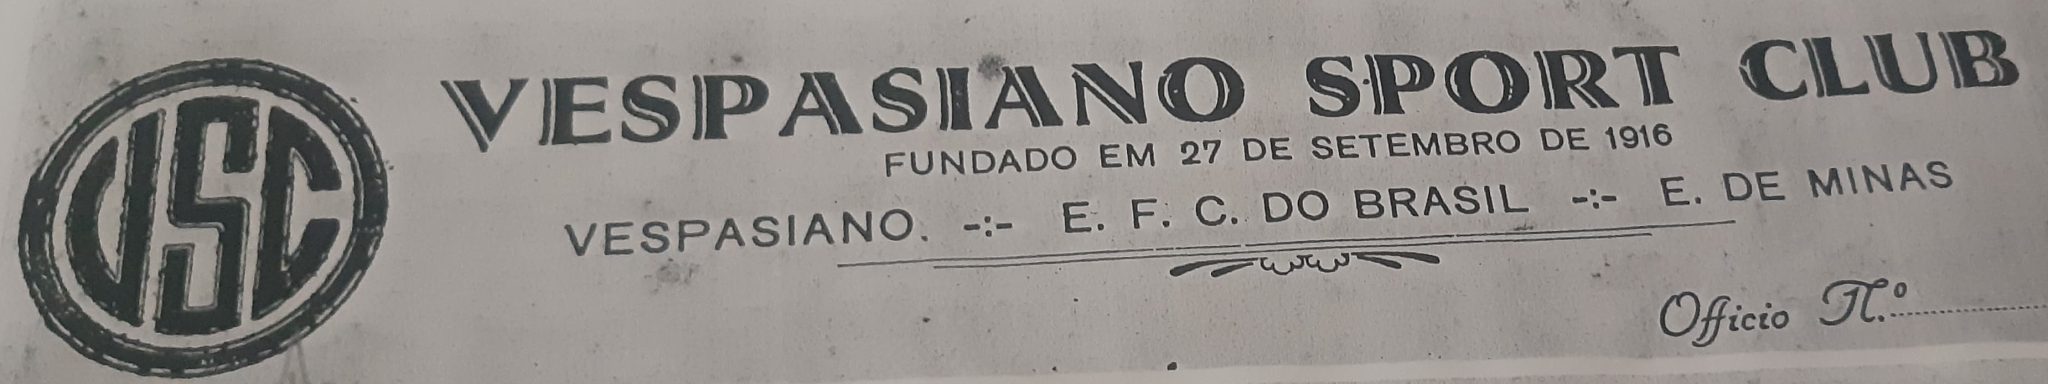 VSC
VESPASIANO SPORT CLUB
FUNDADO EM 27 DE SETEMBRO DE 1916
VESPASIANO. -:- E. F. C. DO BRASIL -:- E. DE MINAS
Officio N.º